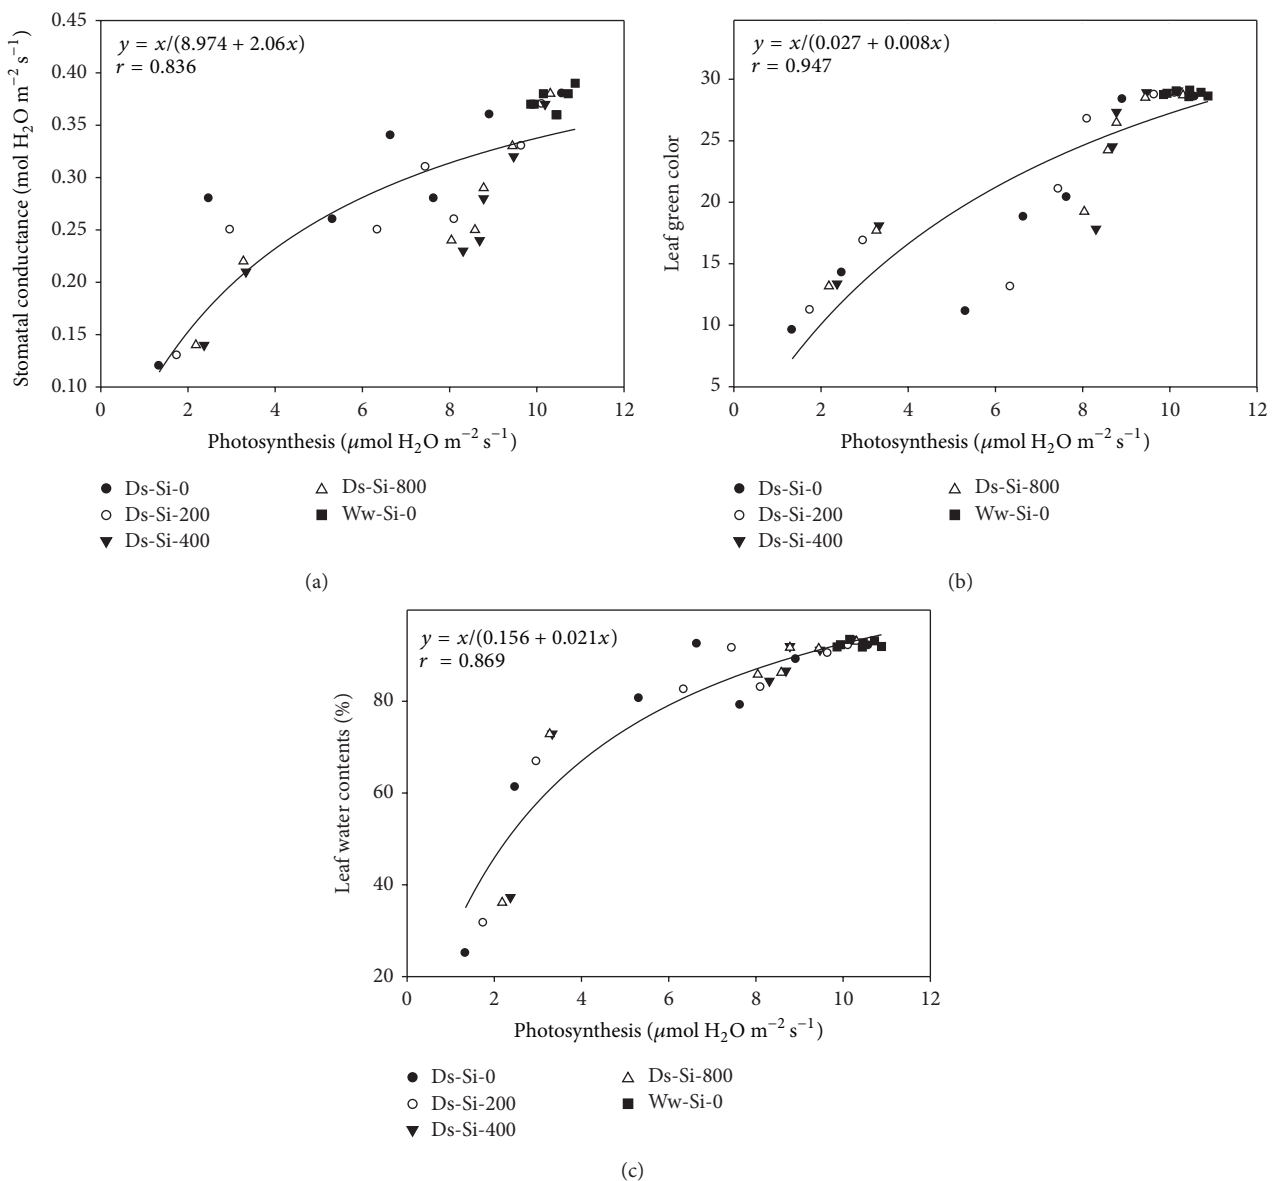 y = x/(8.974 + 2.06x)
r = 0.836
Stomatal conductance (mol H₂O m⁻² s⁻¹)
0.45
0.40
0.35
0.30
0.25
0.20
0.15
0.10
0 2 4 6 8 10 12
Photosynthesis (μmol H₂O m⁻² s⁻¹)
Ds-Si-0
Ds-Si-200
Ds-Si-400
Ds-Si-800
Ww-Si-0
(a)
y = x/(0.027 + 0.008x)
r = 0.947
Leaf green color
30
25
20
15
10
5
0 2 4 6 8 10 12
Photosynthesis (μmol H₂O m⁻² s⁻¹)
Ds-Si-0
Ds-Si-200
Ds-Si-400
Ds-Si-800
Ww-Si-0
(b)
y = x/(0.156 + 0.021x)
r = 0.869
Leaf water contents (%)
80
60
40
20
0 2 4 6 8 10 12
Photosynthesis (μmol H₂O m⁻² s⁻¹)
Ds-Si-0
Ds-Si-200
Ds-Si-400
Ds-Si-800
Ww-Si-0
(c)